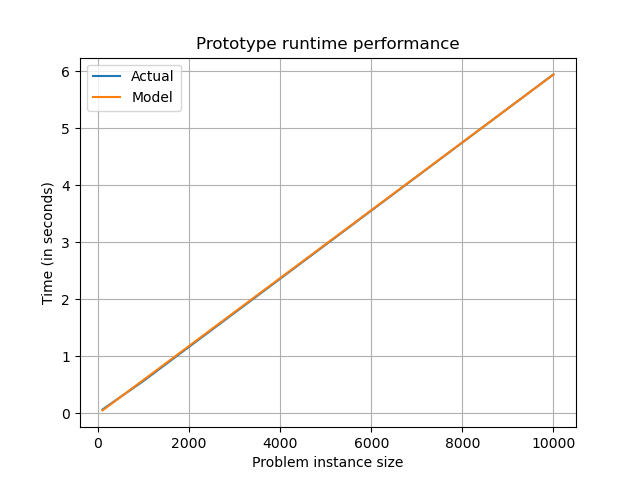 Prototype runtime performance
Actual
Model
6
5
4
3
2
1
0
Time (in seconds)
0 2000 4000 6000 8000 10000
Problem instance size